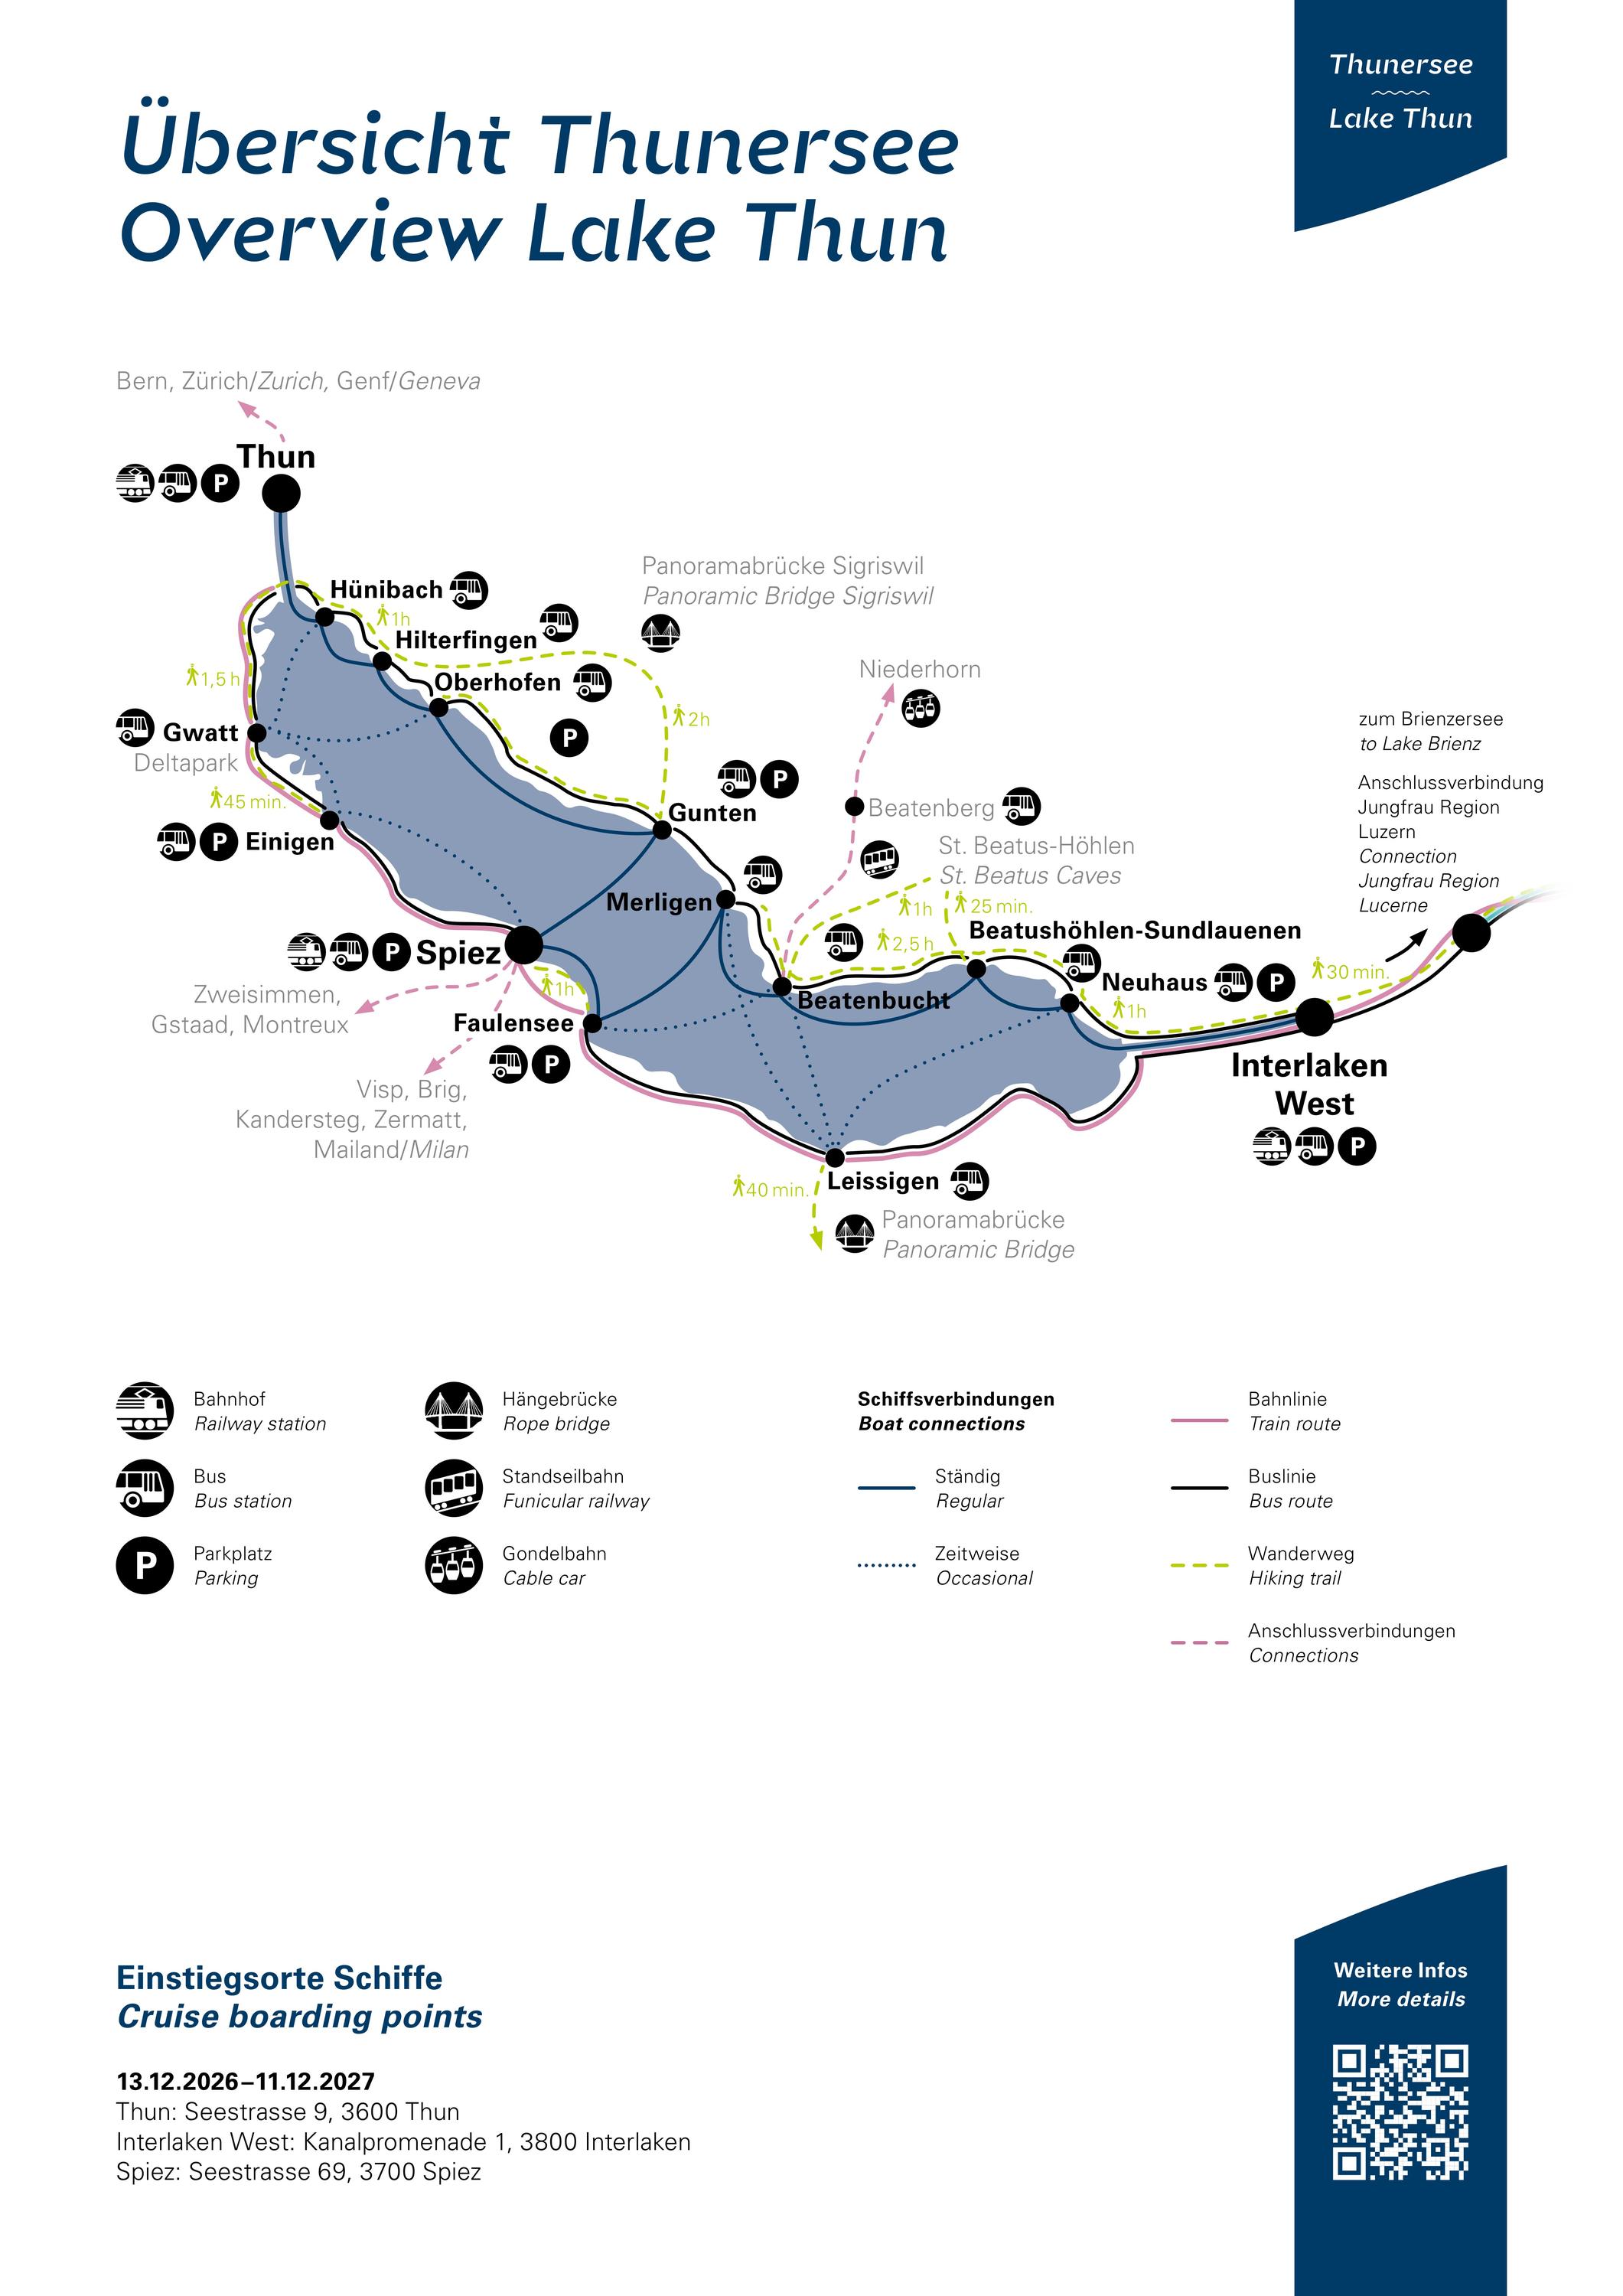 Thunersee
Lake Thun
Übersicht Thunersee
Overview Lake Thun
Bern, Zürich/Zurich, Genf/Geneva
Thun
P
Hünibach
1h
Hilterfingen
Oberhofen
P
Panoramabrücke Sigriswil
Panoramic Bridge Sigriswil
2h
1,5 h
Gwatt
Deltapark
45 min.
P Einigen
P
Gunten
Niederhorn
Beatenberg
St. Beatus-Höhlen
St. Beatus Caves
1h
25 min.
2,5 h
Merligen
Beatushöhlen-Sundlauenen
Neuhaus P
1h
Beatenbucht
zum Brienzersee
to Lake Brienz
Anschlussverbindung
Jungfrau Region
Luzern
Connection
Jungfrau Region
Lucerne
30 min.
Interlaken
West
P
P Spiez
1h
Zweisimmen,
Gstaad, Montreux
Faulensee
P
Visp, Brig,
Kandersteg, Zermatt,
Mailand/Milan
Leissigen
40 min.
Panoramabrücke
Panoramic Bridge
Bahnhof
Railway station
Bus
Bus station
P
Parkplatz
Parking
Hängebrücke
Rope bridge
Standseilbahn
Funicular railway
Gondelbahn
Cable car
Schiffsverbindungen
Boat connections
Ständig
Regular
Zeitweise
Occasional
Bahnlinie
Train route
Buslinie
Bus route
Wanderweg
Hiking trail
Anschlussverbindungen
Connections
Einstiegsorte Schiffe
Cruise boarding points
13.12.2026–11.12.2027
Thun: Seestrasse 9, 3600 Thun
Interlaken West: Kanalpromenade 1, 3800 Interlaken
Spiez: Seestrasse 69, 3700 Spiez
Weitere Infos
More details